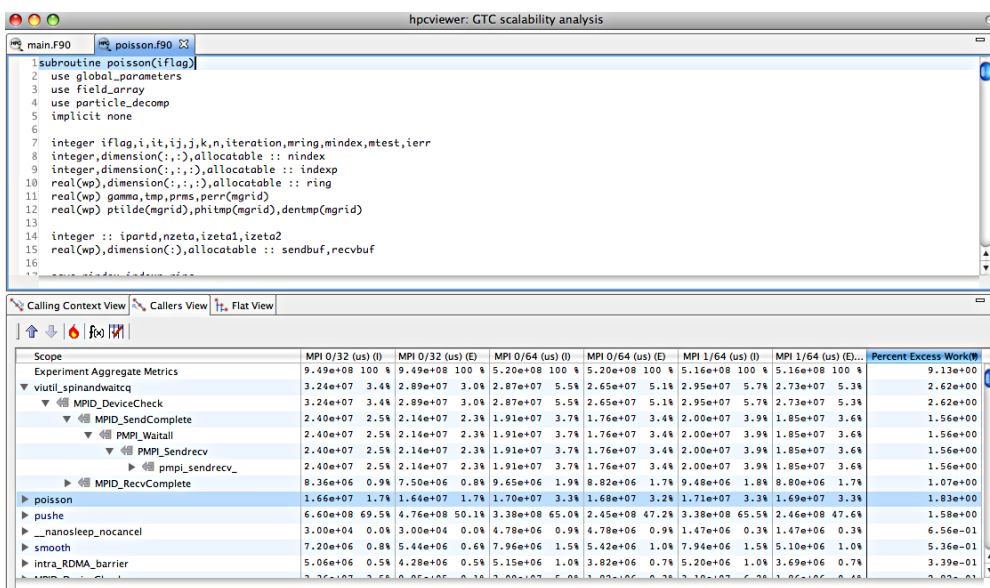 hpcviewer: GTC scalability analysis
main.F90 poisson.f90
1 subroutine poisson(iflag)
2 use global_parameters
3 use field_array
4 use particle_decomp
5 implicit none
6
7 integer iflag,i,it,ij,j,k,n,iteration,mring,mindex,mtest,ierr
8 integer,dimension(:,:),allocatable :: nindex
9 integer,dimension(:,:,:),allocatable :: indexp
10 real(wp),dimension(:,:,:),allocatable :: ring
11 real(wp) gamma,tmp,prms,perr(mgrid)
12 real(wp) ptilde(mgrid),phitmp(mgrid),dentmp(mgrid)
13
14 integer :: ipartd,nzeta,izeta1,izeta2
15 real(wp),dimension(:),allocatable :: sendbuf,recvbuf
16
Calling Context View Callers View Flat View
f(x)
Scope MPI 0/32 (us) (I) MPI 0/32 (us) (E) MPI 0/64 (us) (I) MPI 0/64 (us) (E) MPI 1/64 (us) (I) MPI 1/64 (us) (E)... Percent Excess Work
Experiment Aggregate Metrics 9.49e+08 100 % 9.49e+08 100 % 5.20e+08 100 % 5.20e+08 100 % 5.16e+08 100 % 5.16e+08 100 % 9.13e+00
viutil_spinandwaitcq 3.24e+07 3.4% 2.89e+07 3.0% 2.87e+07 5.5% 2.65e+07 5.1% 2.95e+07 5.7% 2.73e+07 5.3% 2.62e+00
MPID_DeviceCheck 3.24e+07 3.4% 2.89e+07 3.0% 2.87e+07 5.5% 2.65e+07 5.1% 2.95e+07 5.7% 2.73e+07 5.3% 2.62e+00
MPID_SendComplete 2.40e+07 2.5% 2.14e+07 2.3% 1.91e+07 3.7% 1.76e+07 3.4% 2.00e+07 3.9% 1.85e+07 3.6% 1.56e+00
PMPI_Waitall 2.40e+07 2.5% 2.14e+07 2.3% 1.91e+07 3.7% 1.76e+07 3.4% 2.00e+07 3.9% 1.85e+07 3.6% 1.56e+00
PMPI_Sendrecv 2.40e+07 2.5% 2.14e+07 2.3% 1.91e+07 3.7% 1.76e+07 3.4% 2.00e+07 3.9% 1.85e+07 3.6% 1.56e+00
pmpi_sendrecv_ 2.40e+07 2.5% 2.14e+07 2.3% 1.91e+07 3.7% 1.76e+07 3.4% 2.00e+07 3.9% 1.85e+07 3.6% 1.56e+00
MPID_RecvComplete 8.36e+06 0.9% 7.50e+06 0.8% 9.65e+06 1.9% 8.82e+06 1.7% 9.48e+06 1.8% 8.80e+06 1.7% 1.07e+00
poisson 1.66e+07 1.7% 1.64e+07 1.7% 1.70e+07 3.3% 1.68e+07 3.2% 1.71e+07 3.3% 1.69e+07 3.3% 1.83e+00
pushe 6.60e+08 69.5% 4.76e+08 50.1% 3.38e+08 65.0% 2.45e+08 47.2% 3.38e+08 65.5% 2.46e+08 47.6% 1.58e+00
__nanosleep_nocancel 3.00e+04 0.0% 3.00e+04 0.0% 4.78e+06 0.9% 4.78e+06 0.9% 1.47e+06 0.3% 1.47e+06 0.3% 6.56e-01
smooth 7.20e+06 0.8% 5.44e+06 0.6% 7.96e+06 1.5% 5.42e+06 1.0% 7.94e+06 1.5% 5.10e+06 1.0% 5.36e-01
intra_RDMA_barrier 5.06e+06 0.5% 4.28e+06 0.5% 5.15e+06 1.0% 3.82e+06 0.7% 5.20e+06 1.0% 3.69e+06 0.7% 3.39e-01